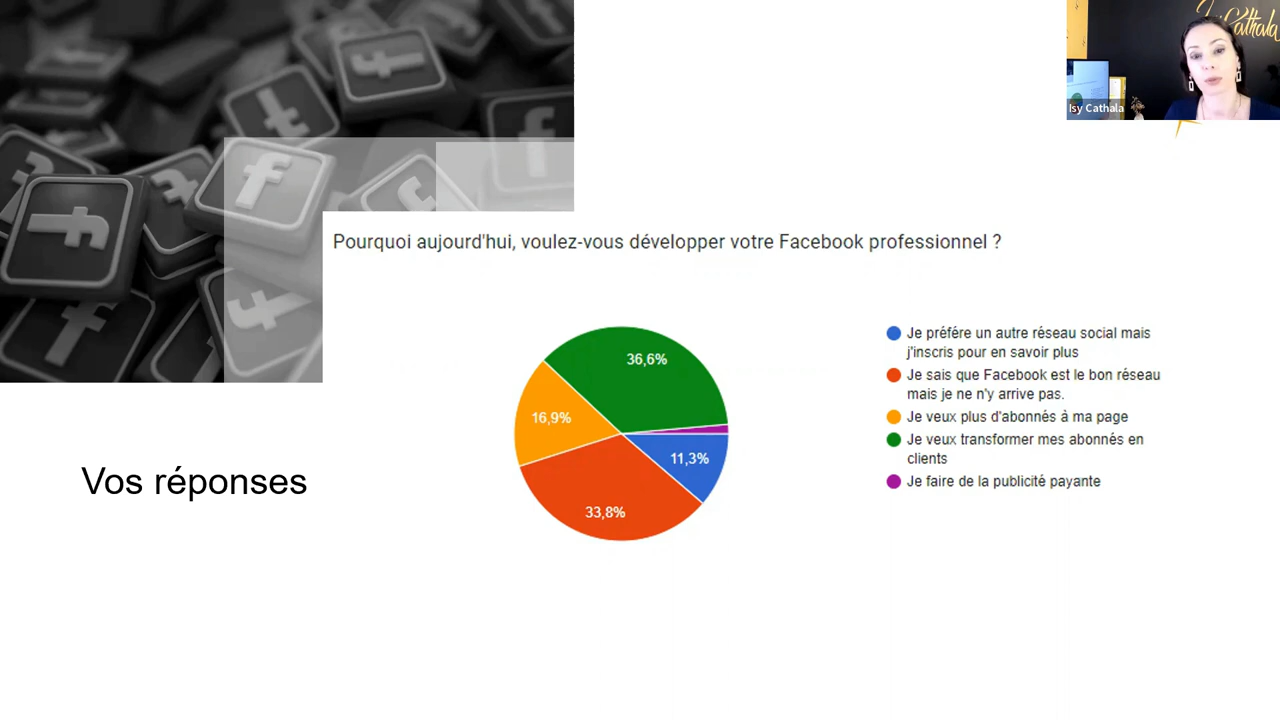 Cathala
Isy Cathala
Pourquoi aujourd'hui, voulez-vous développer votre Facebook professionnel ?
36,6%
16,9%
11,3%
33,8%
Je préfére un autre réseau social mais
j'inscris pour en savoir plus
Je sais que Facebook est le bon réseau
mais je ne n'y arrive pas.
Je veux plus d'abonnés à ma page
Je veux transformer mes abonnés en
clients
Je faire de la publicité payante
Vos réponses